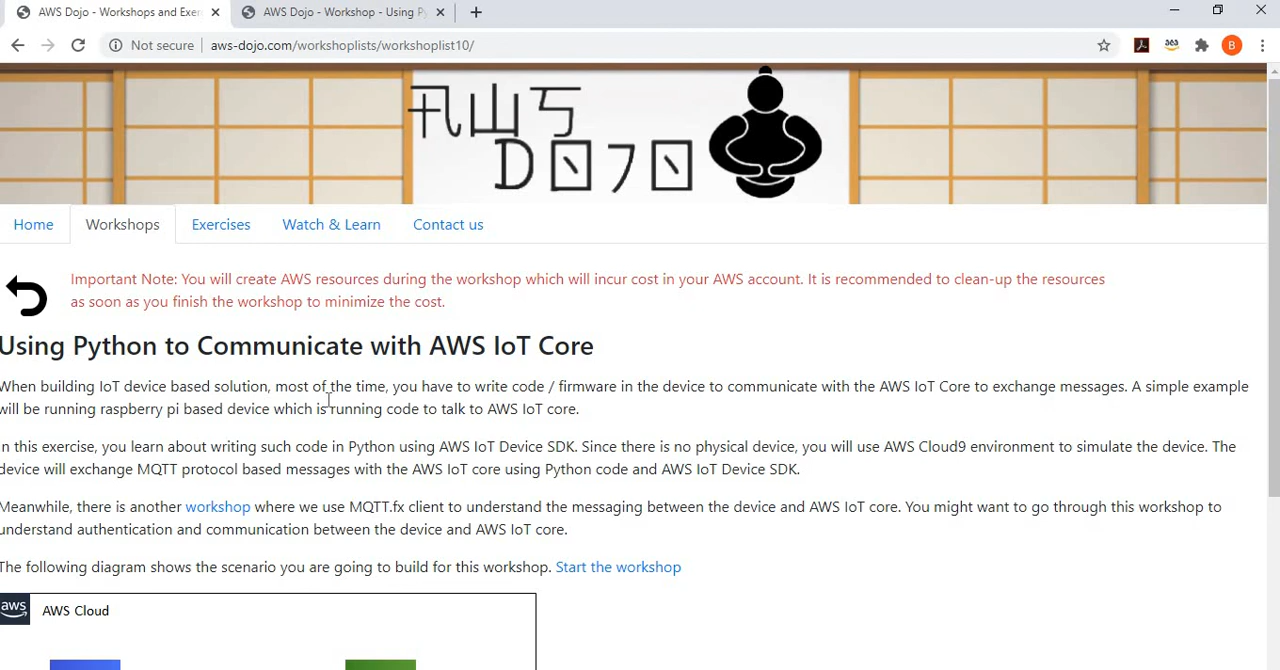 AWS Dojo - Workshops and Exer
AWS Dojo - Workshop - Using Py
Not secure
aws-dojo.com/workshoplists/workshoplist10/
B
AWS
DOJO
Home
Workshops
Exercises
Watch & Learn
Contact us
Important Note: You will create AWS resources during the workshop which will incur cost in your AWS account. It is recommended to clean-up the resources
as soon as you finish the workshop to minimize the cost.
Using Python to Communicate with AWS IoT Core
When building IoT device based solution, most of the time, you have to write code / firmware in the device to communicate with the AWS IoT Core to exchange messages. A simple example
will be running raspberry pi based device which is running code to talk to AWS IoT core.
In this exercise, you learn about writing such code in Python using AWS IoT Device SDK. Since there is no physical device, you will use AWS Cloud9 environment to simulate the device. The
device will exchange MQTT protocol based messages with the AWS IoT core using Python code and AWS IoT Device SDK.
Meanwhile, there is another workshop where we use MQTT.fx client to understand the messaging between the device and AWS IoT core. You might want to go through this workshop to
understand authentication and communication between the device and AWS IoT core.
The following diagram shows the scenario you are going to build for this workshop. Start the workshop
aws
AWS Cloud